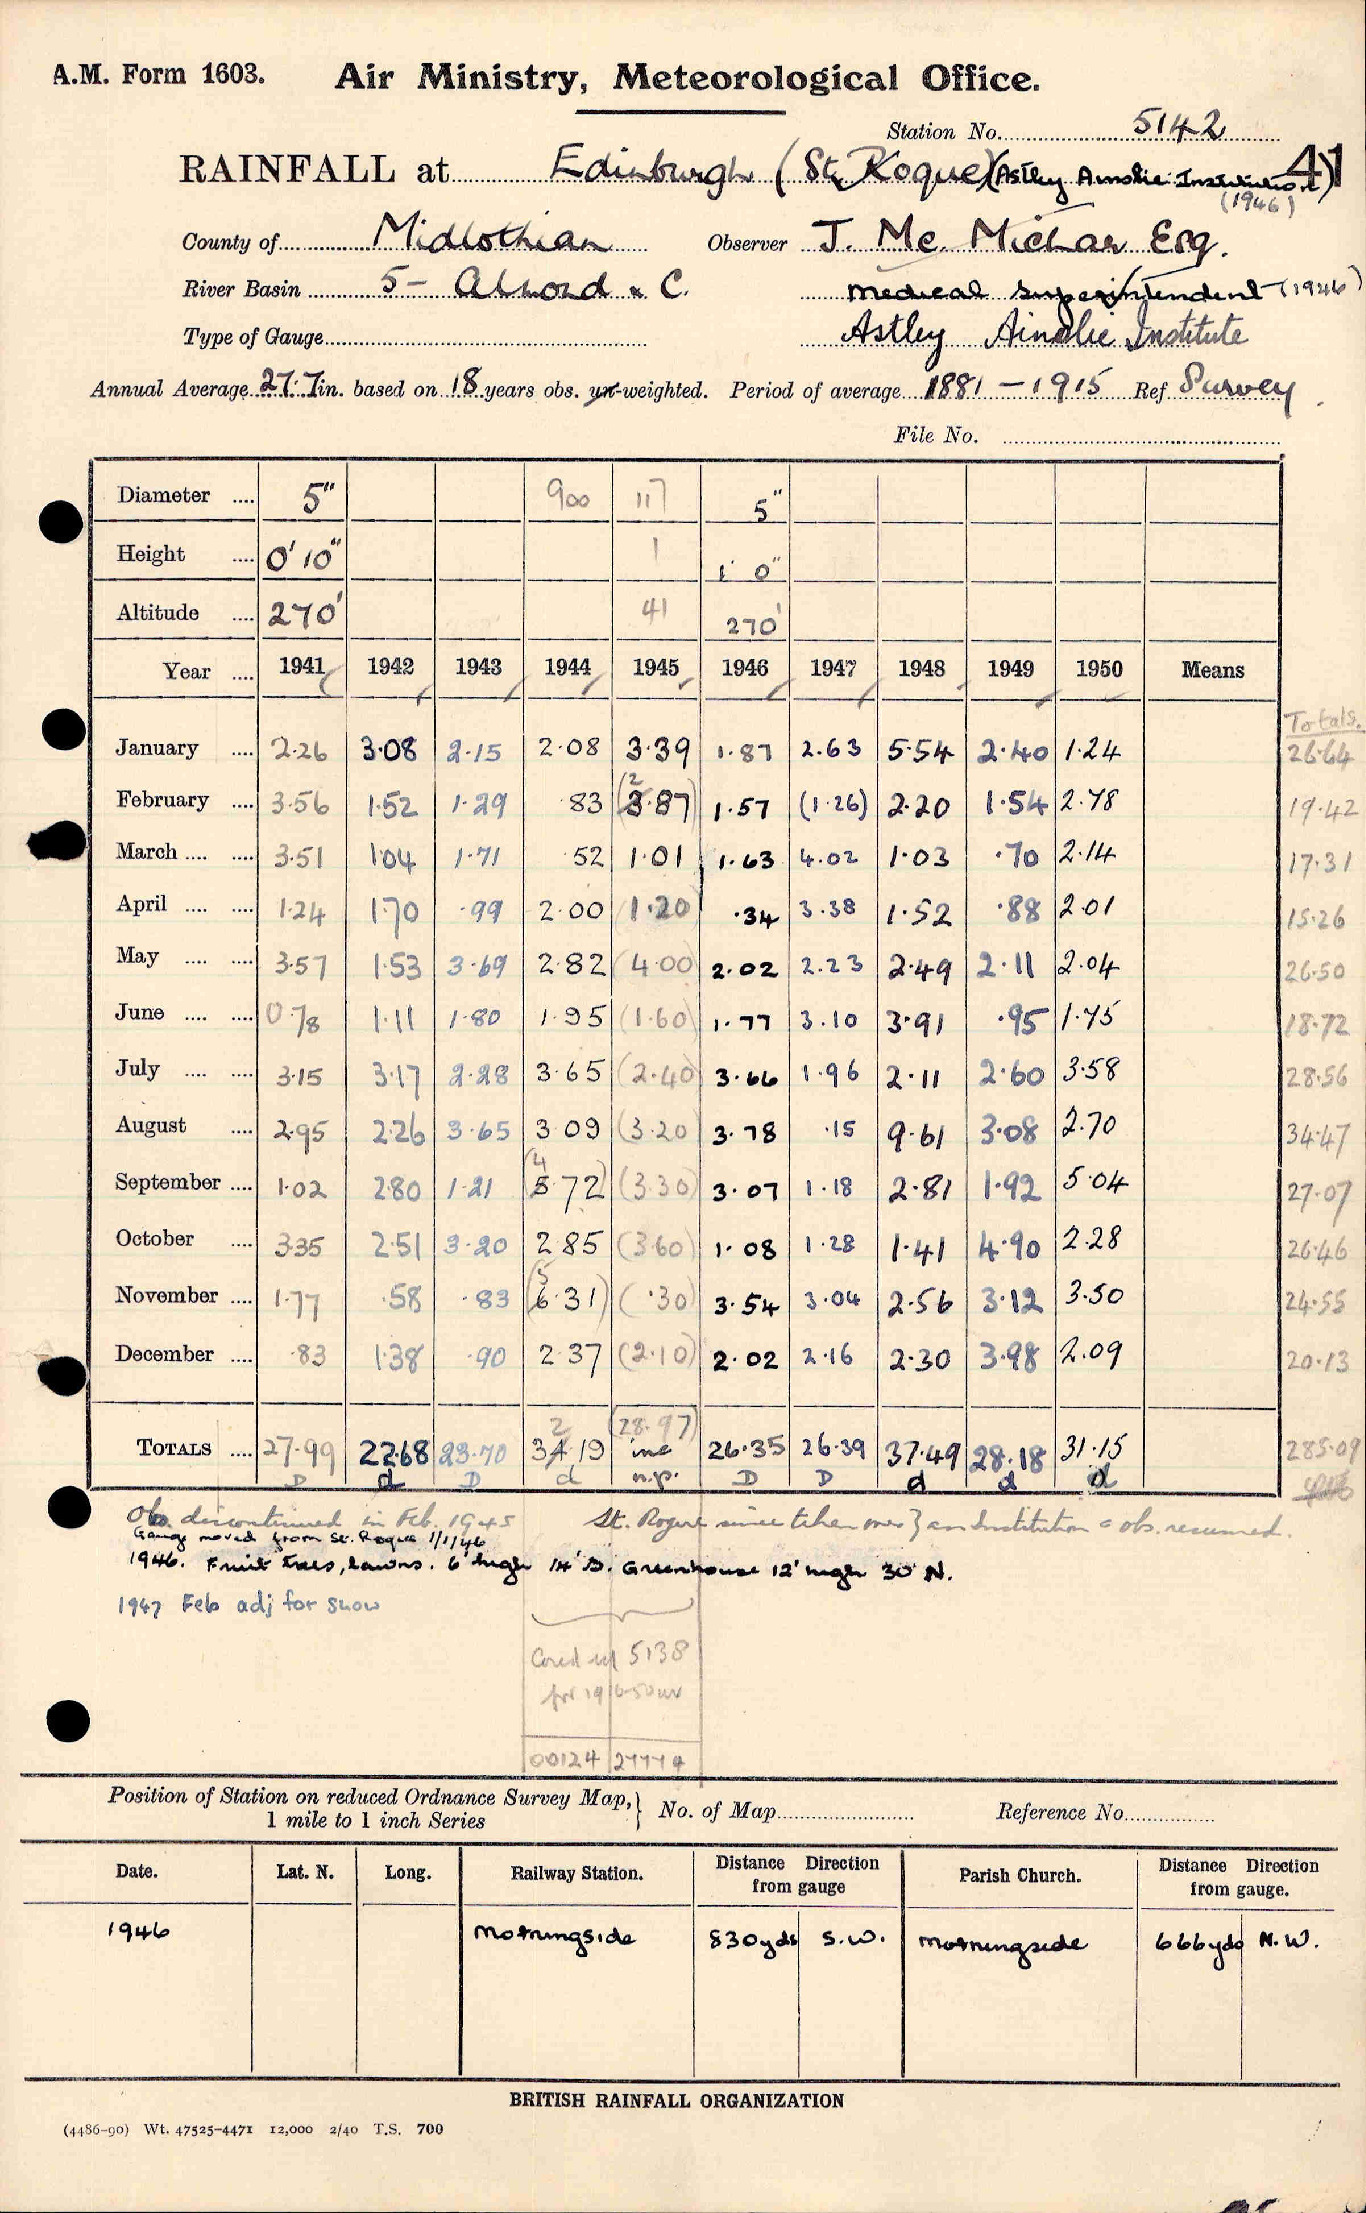 A.M. Form 1603. Air Ministry, Meteorological Office.
Station No. 5142
41
RAINFALL at Edinburgh (St. Roque) (Astley Ainslie Institution)
(1946)
County of Midlothian Observer J. Mc. Michar Esq.
River Basin 5 - Almond & C. Medical Superintendent (1946)
Type of Gauge Astley Ainslie Institute
Annual Average 27.7 in. based on 18 years obs. un-weighted. Period of average 1881 - 1915 Ref Survey
File No.
Diameter .... 5" 900 117 5"
Height .... 0' 10" 1 1' 0"
Altitude .... 270' 41 270'
Year .... 1941 1942 1943 1944 1945 1946 1947 1948 1949 1950 Means
Totals.
January .... 2.26 3.08 2.15 2.08 3.39 1.87 2.63 5.54 2.40 1.24 26.64
February .... 3.56 1.52 1.29 .83 (2 3.87) 1.57 (1.26) 2.20 1.54 2.78 19.42
March .... .... 3.51 1.04 1.71 .52 1.01 1.63 4.02 1.03 .70 2.14 17.31
April .... .... 1.24 1.70 .99 2.00 (1.20) .34 3.38 1.52 .88 2.01 15.26
May .... .... 3.57 1.53 3.69 2.82 (4.00) 2.02 2.23 2.49 2.11 2.04 26.50
June .... .... 0.78 1.11 1.80 1.95 (1.60) 1.77 3.10 3.91 .95 1.75 18.72
July .... .... 3.15 3.17 2.28 3.65 (2.40) 3.66 1.96 2.11 2.60 3.58 28.56
August .... 2.95 2.26 3.65 3.09 (3.20) 3.78 .15 9.61 3.08 2.70 34.47
September .... 1.02 2.80 1.21 (4 5.72) (3.30) 3.07 1.18 2.81 1.92 5.04 27.07
October .... 3.35 2.51 3.20 2.85 (3.60) 1.08 1.28 1.41 4.90 2.28 26.46
November .... 1.77 .58 .83 (5 6.31) (.30) 3.54 3.04 2.56 3.12 3.50 24.55
December .... .83 1.38 .90 2.37 (2.10) 2.02 2.16 2.30 3.98 2.09 20.13
2 (28.97)
TOTALS .... 27.99 22.68 23.70 34.19 inc 26.35 26.39 37.49 28.18 31.15 285.09
D d D d n.p. D D d d d
Obs discontinued in Feb. 1945 St. Roque since taken over an Institution & obs. resumed.
Gauge moved from St. Roque 1/1/46
1946. Fruit trees, lawns. 6' high 14' S. Greenhouse 12' high 30' N.
1947 Feb adj for snow
5138
for 1916-50 av
00124 27774
Position of Station on reduced Ordnance Survey Map, 1 mile to 1 inch Series } No. of Map Reference No.
Date. Lat. N. Long. Railway Station. Distance Direction from gauge Parish Church. Distance Direction from gauge.
1946 Morningside 830yds S.W. Morningside 666yds N.W.
BRITISH RAINFALL ORGANIZATION
(4486-90) Wt. 47525-4471 12,000 2/40 T.S. 700